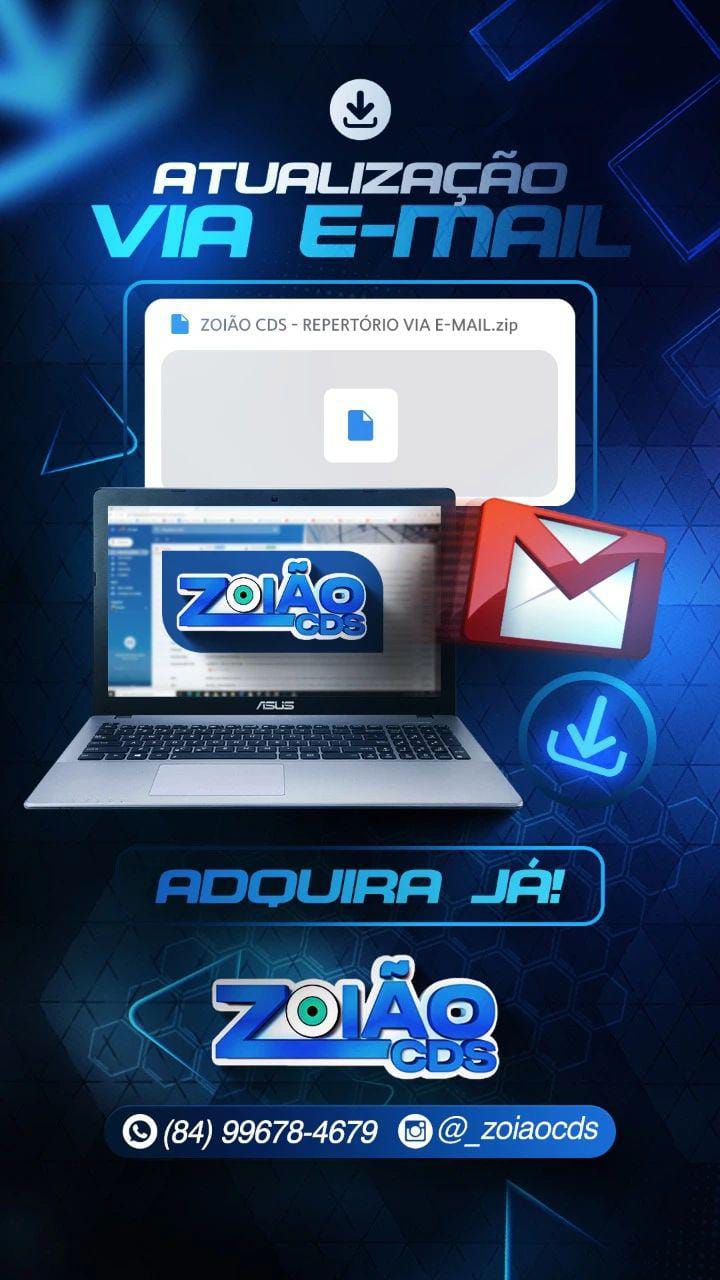 ATUALIZAÇÃO
VIA E-MAIL
ZOIÃO CDS - REPERTÓRIO VIA E-MAIL.zip
ZOIÃO
CDS
ASUS
ADQUIRA JÁ!
ZOIÃO
CDS
(84) 99678-4679 @_zoiaocds